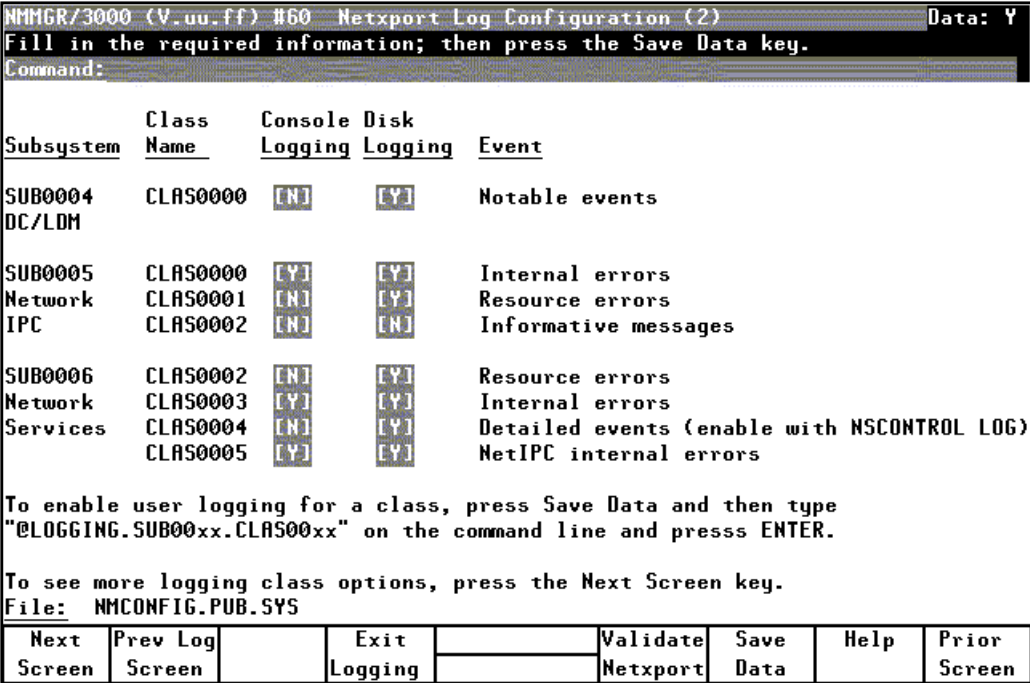 NMMGR/3000 (V.uu.ff) #60 Netxport Log Configuration (2) Data: Y
Fill in the required information; then press the Save Data key.
Command:
Class Console Disk
Subsystem Name Logging Logging Event
SUB0004 CLAS0000 [N] [Y] Notable events
DC/LDM
SUB0005 CLAS0000 [Y] [Y] Internal errors
Network CLAS0001 [N] [Y] Resource errors
IPC CLAS0002 [N] [N] Informative messages
SUB0006 CLAS0002 [N] [Y] Resource errors
Network CLAS0003 [Y] [Y] Internal errors
Services CLAS0004 [N] [Y] Detailed events (enable with NSCONTROL LOG)
CLAS0005 [Y] [Y] NetIPC internal errors
To enable user logging for a class, press Save Data and then type
"@LOGGING.SUB00xx.CLAS00xx" on the command line and presss ENTER.
To see more logging class options, press the Next Screen key.
File: NMCONFIG.PUB.SYS
Next Prev Log Exit Validate Save Help Prior
Screen Screen Logging Netxport Data Screen